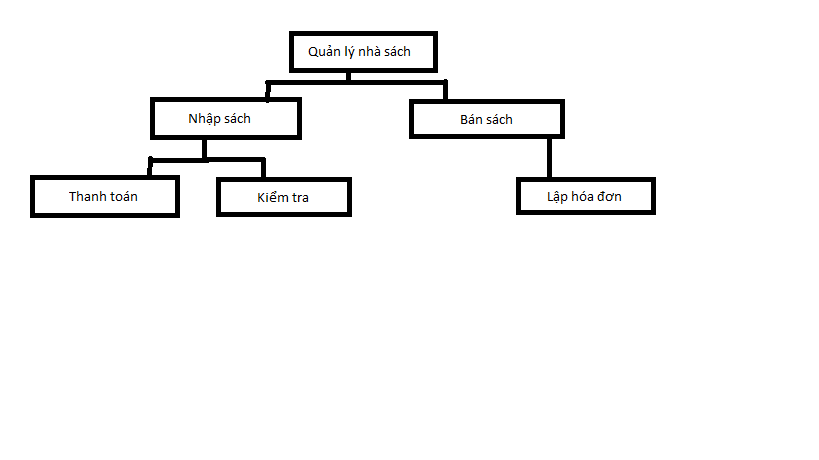 Quản lý nhà sách
Nhập sách
Bán sách
Thanh toán
Kiểm tra
Lập hóa đơn